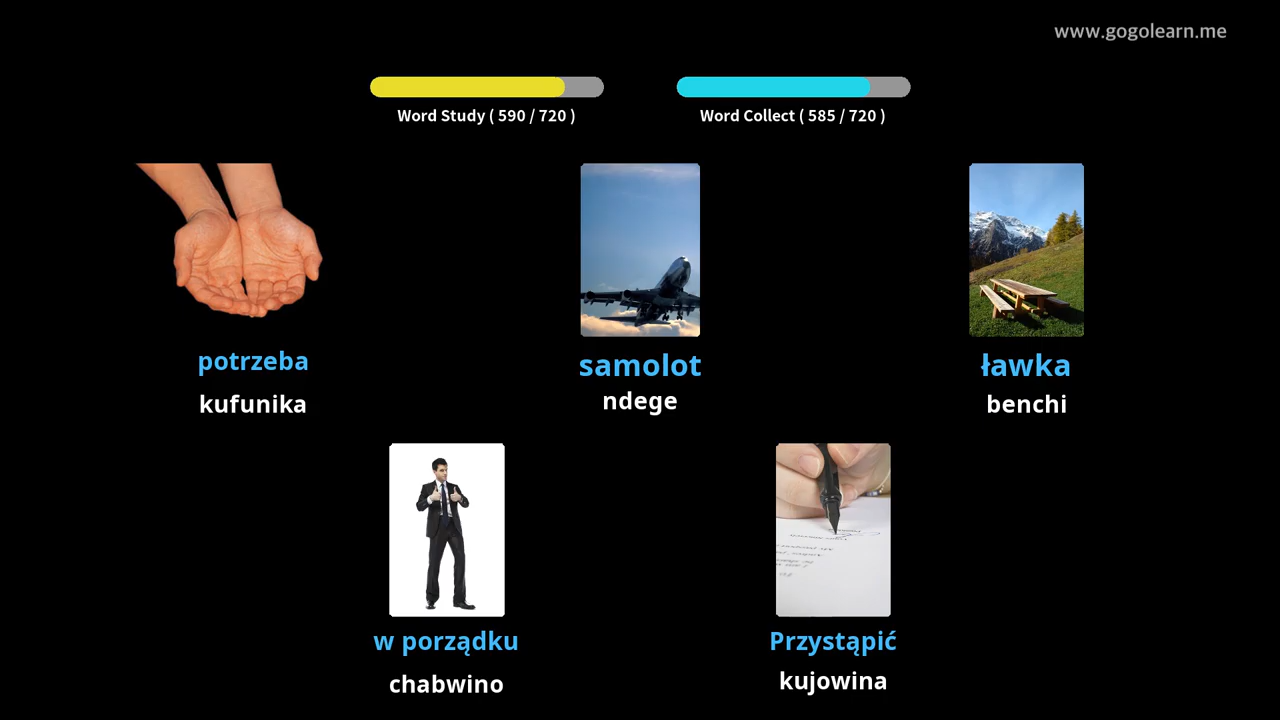 www.gogolearn.me
Word Study ( 590 / 720 )
Word Collect ( 585 / 720 )
potrzeba
kufunika
samolot
ndege
ławka
benchi
w porządku
chabwino
Przystąpić
kujowina